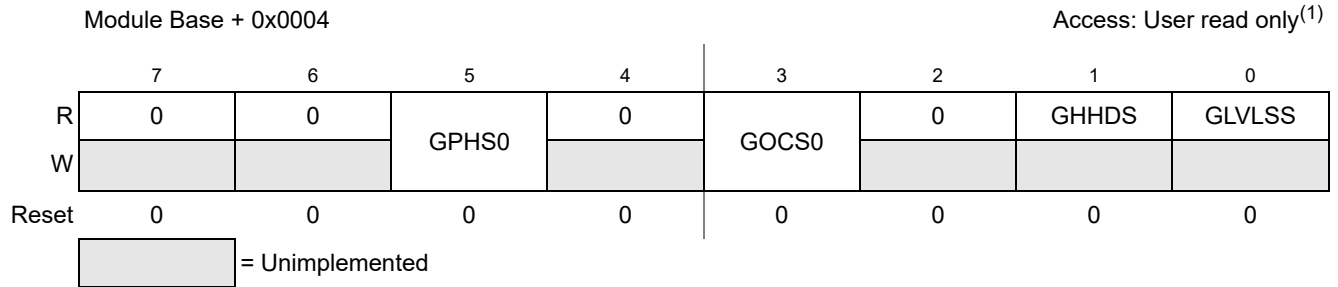 Module Base + 0x0004 Access: User read only(1)
7 6 5 4 3 2 1 0
R 0 0 GPHS0 0 GOCS0 0 GHHDS GLVLSS
W
Reset 0 0 0 0 0 0 0 0
= Unimplemented